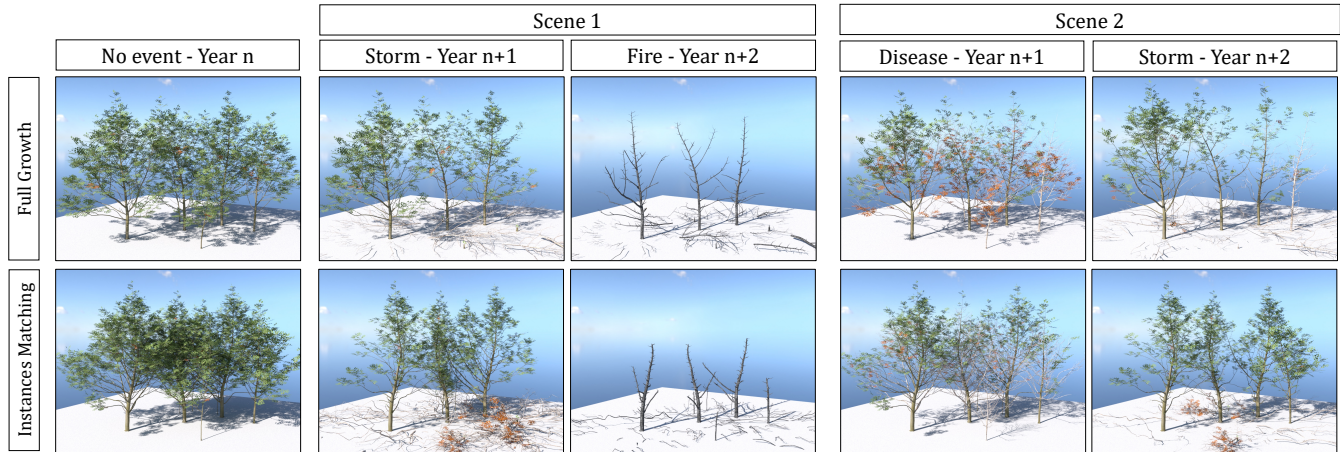 Scene 1
Scene 2
No event - Year n
Storm - Year n+1
Fire - Year n+2
Disease - Year n+1
Storm - Year n+2
Full Growth
Instances Matching